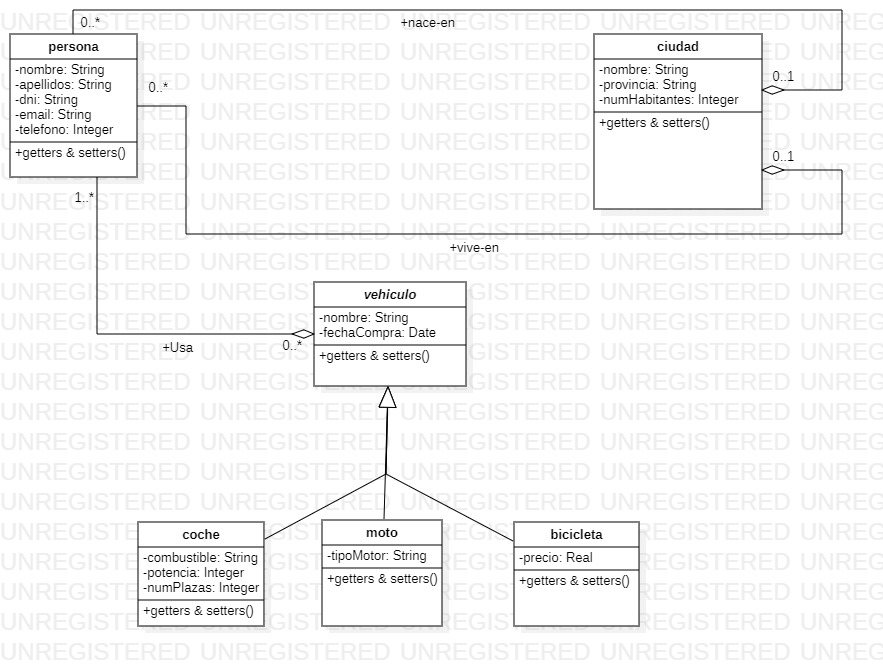 0..*
+nace-en
persona
-nombre: String
-apellidos: String
-dni: String
-email: String
-telefono: Integer
+getters & setters()
0..*
ciudad
-nombre: String
-provincia: String
-numHabitantes: Integer
+getters & setters()
0..1
0..1
1..*
+vive-en
vehiculo
-nombre: String
-fechaCompra: Date
+getters & setters()
+Usa
0..*
coche
-combustible: String
-potencia: Integer
-numPlazas: Integer
+getters & setters()
moto
-tipoMotor: String
+getters & setters()
bicicleta
-precio: Real
+getters & setters()
UNREGISTERED